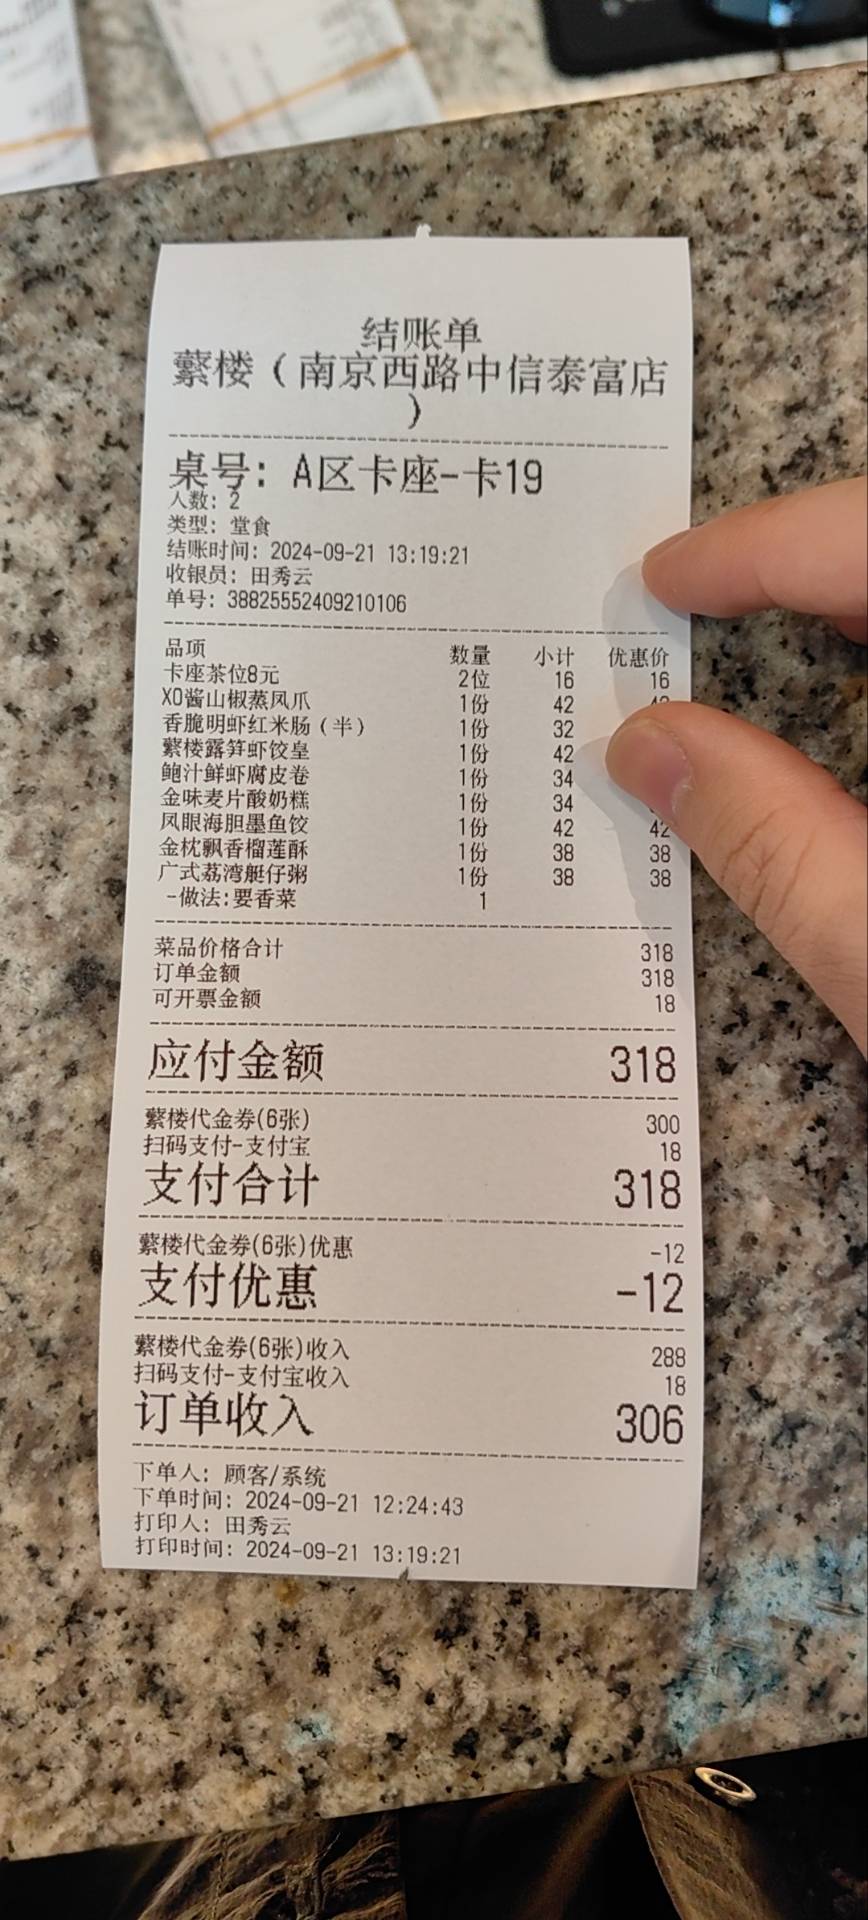 结账单
蘩楼（南京西路中信泰富店
）
桌号: A区卡座-卡19
人数: 2
类型: 堂食
结账时间: 2024-09-21 13:19:21
收银员: 田秀云
单号: 38825552409210106
品项 数量 小计 优惠价
卡座茶位8元 2位 16 16
XO酱山椒蒸凤爪 1份 42
香脆明虾红米肠（半） 1份 32
蘩楼露笋虾饺皇 1份 42
鲍汁鲜虾腐皮卷 1份 34
金味麦片酸奶糕 1份 34
凤眼海胆墨鱼饺 1份 42 42
金枕飘香榴莲酥 1份 38 38
广式荔湾艇仔粥 1份 38 38
-做法:要香菜 1
菜品价格合计 318
订单金额 318
可开票金额 18
应付金额 318
蘩楼代金券(6张) 300
扫码支付-支付宝 18
支付合计 318
蘩楼代金券(6张)优惠 -12
支付优惠 -12
蘩楼代金券(6张)收入 288
扫码支付-支付宝收入 18
订单收入 306
下单人: 顾客/系统
下单时间: 2024-09-21 12:24:43
打印人: 田秀云
打印时间: 2024-09-21 13:19:21